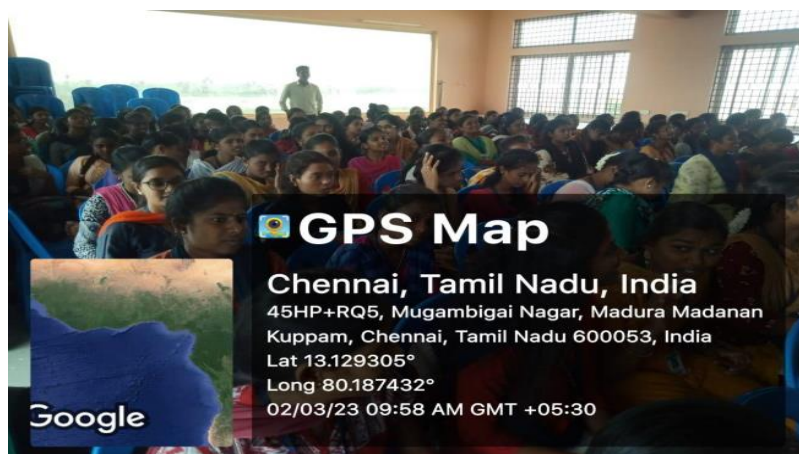 GPS Map
Chennai, Tamil Nadu, India
45HP+RQ5, Mugambigai Nagar, Madura Madanan
Kuppam, Chennai, Tamil Nadu 600053, India
Lat 13.129305°
Long 80.187432°
02/03/23 09:58 AM GMT +05:30
Google